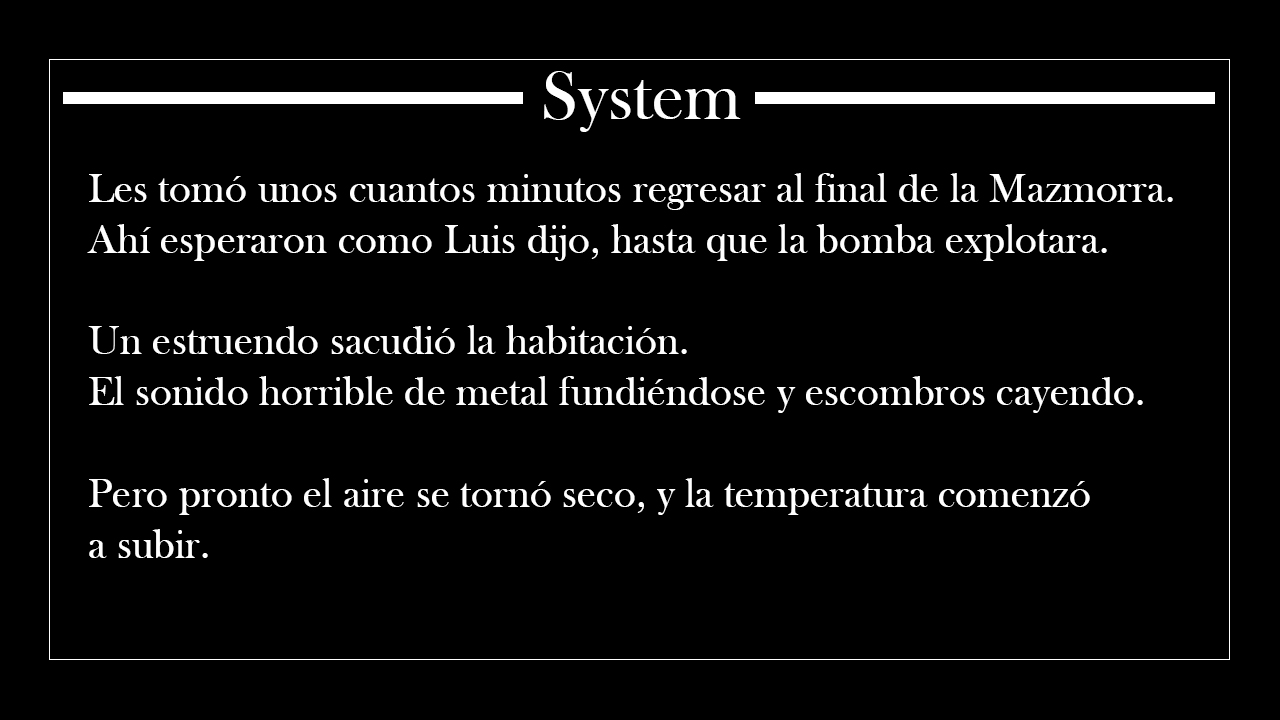 System
Les tomó unos cuantos minutos regresar al final de la Mazmorra.
Ahí esperaron como Luis dijo, hasta que la bomba explotara.
Un estruendo sacudió la habitación.
El sonido horrible de metal fundiéndose y escombros cayendo.
Pero pronto el aire se tornó seco, y la temperatura comenzó
a subir.